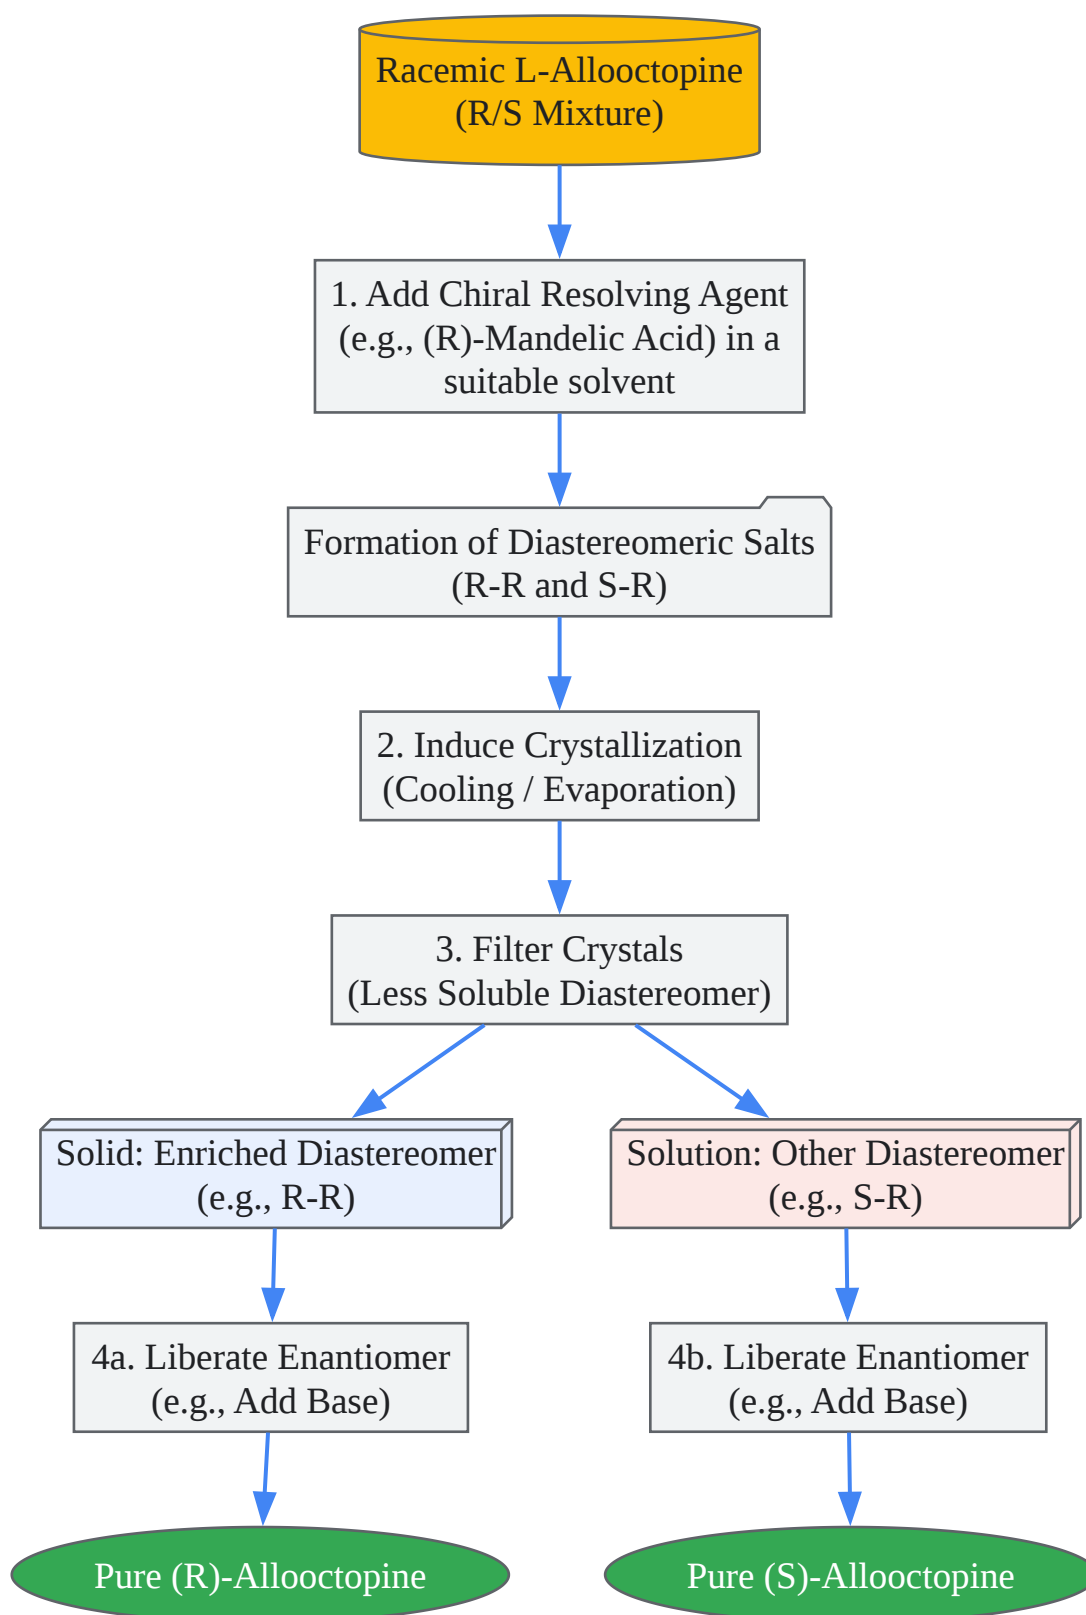 Racemic L-Allooctopine
(R/S Mixture)
1. Add Chiral Resolving Agent
(e.g., (R)-Mandelic Acid) in a
suitable solvent
Formation of Diastereomeric Salts
(R-R and S-R)
2. Induce Crystallization
(Cooling / Evaporation)
3. Filter Crystals
(Less Soluble Diastereomer)
Solid: Enriched Diastereomer
(e.g., R-R)
Solution: Other Diastereomer
(e.g., S-R)
4a. Liberate Enantiomer
(e.g., Add Base)
4b. Liberate Enantiomer
(e.g., Add Base)
Pure (R)-Allooctopine
Pure (S)-Allooctopine